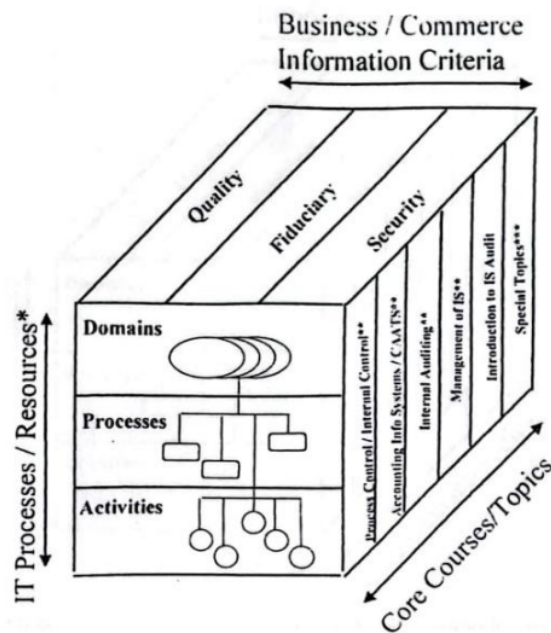 Business / Commerce
Information Criteria
Quality
Fiduciary
Security
IT Processes / Resources*
Domains
Processes
Activities
Process Control / Internal Control**
Accounting Info Systems / CAATS**
Internal Auditing**
Management of IS**
Introduction to IS Audit
Special Topics***
Core Courses/Topics